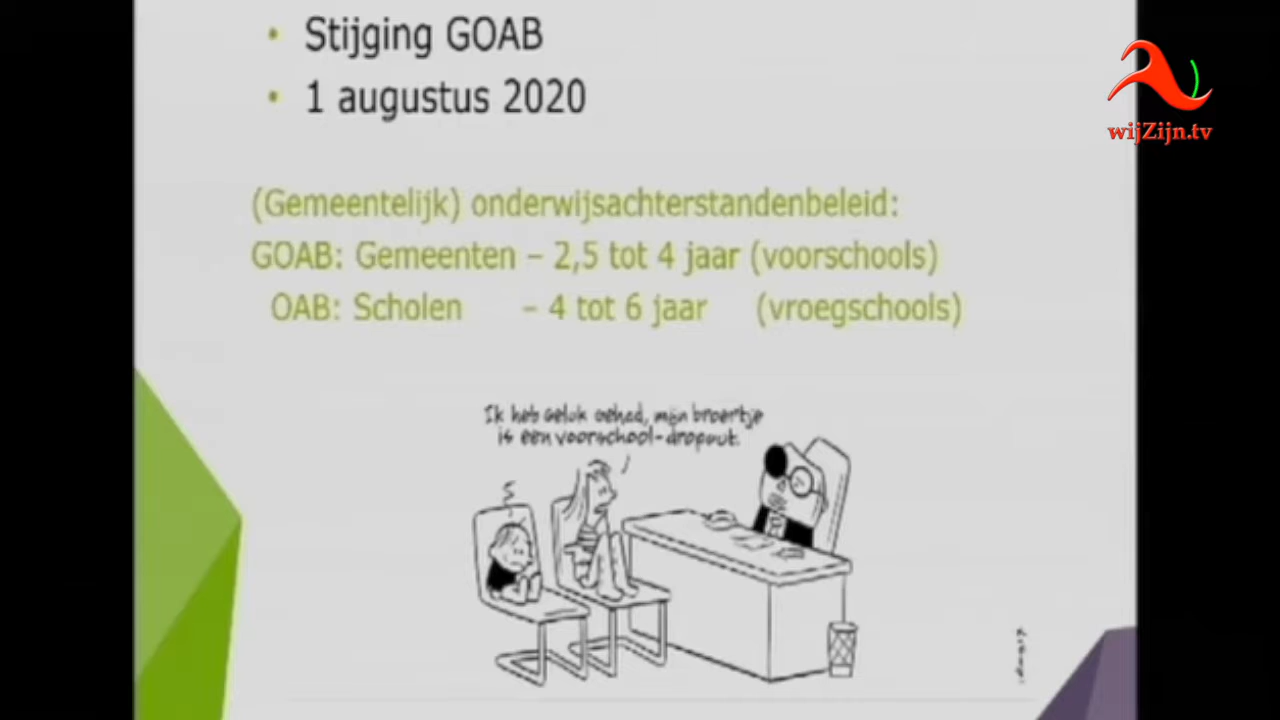 • Stijging GOAB
• 1 augustus 2020
wijZijn.tv
(Gemeentelijk) onderwijsachterstandenbeleid:
GOAB: Gemeenten – 2,5 tot 4 jaar (voorschools)
OAB: Scholen – 4 tot 6 jaar (vroegschools)
Ik heb geluk gehad, mijn broertje
is een voorschool-dropout.